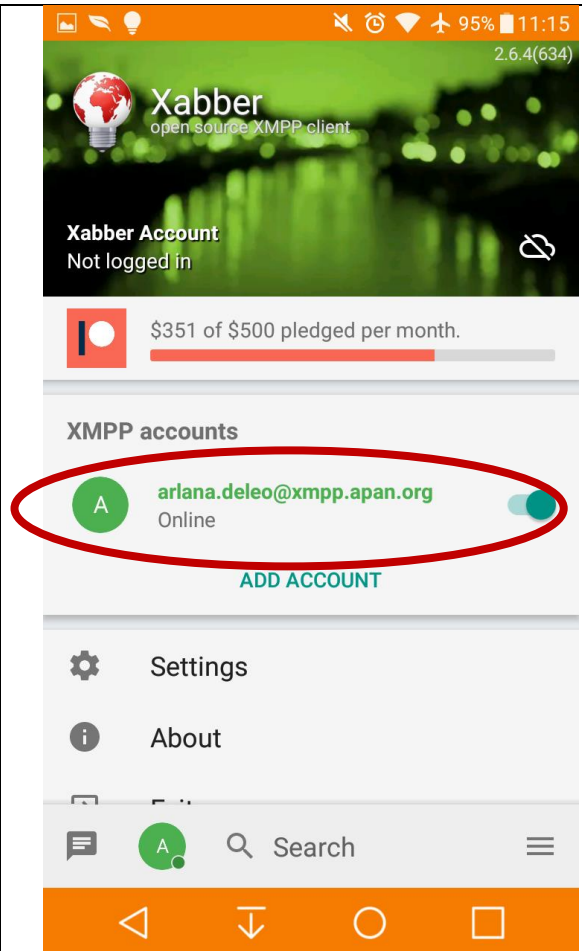 95% 11:15
2.6.4(634)
Xabber
open source XMPP client
Xabber Account
Not logged in
$351 of $500 pledged per month.
XMPP accounts
A
arlana.deleo@xmpp.apan.org
Online
ADD ACCOUNT
Settings
About
Exit
A
Search